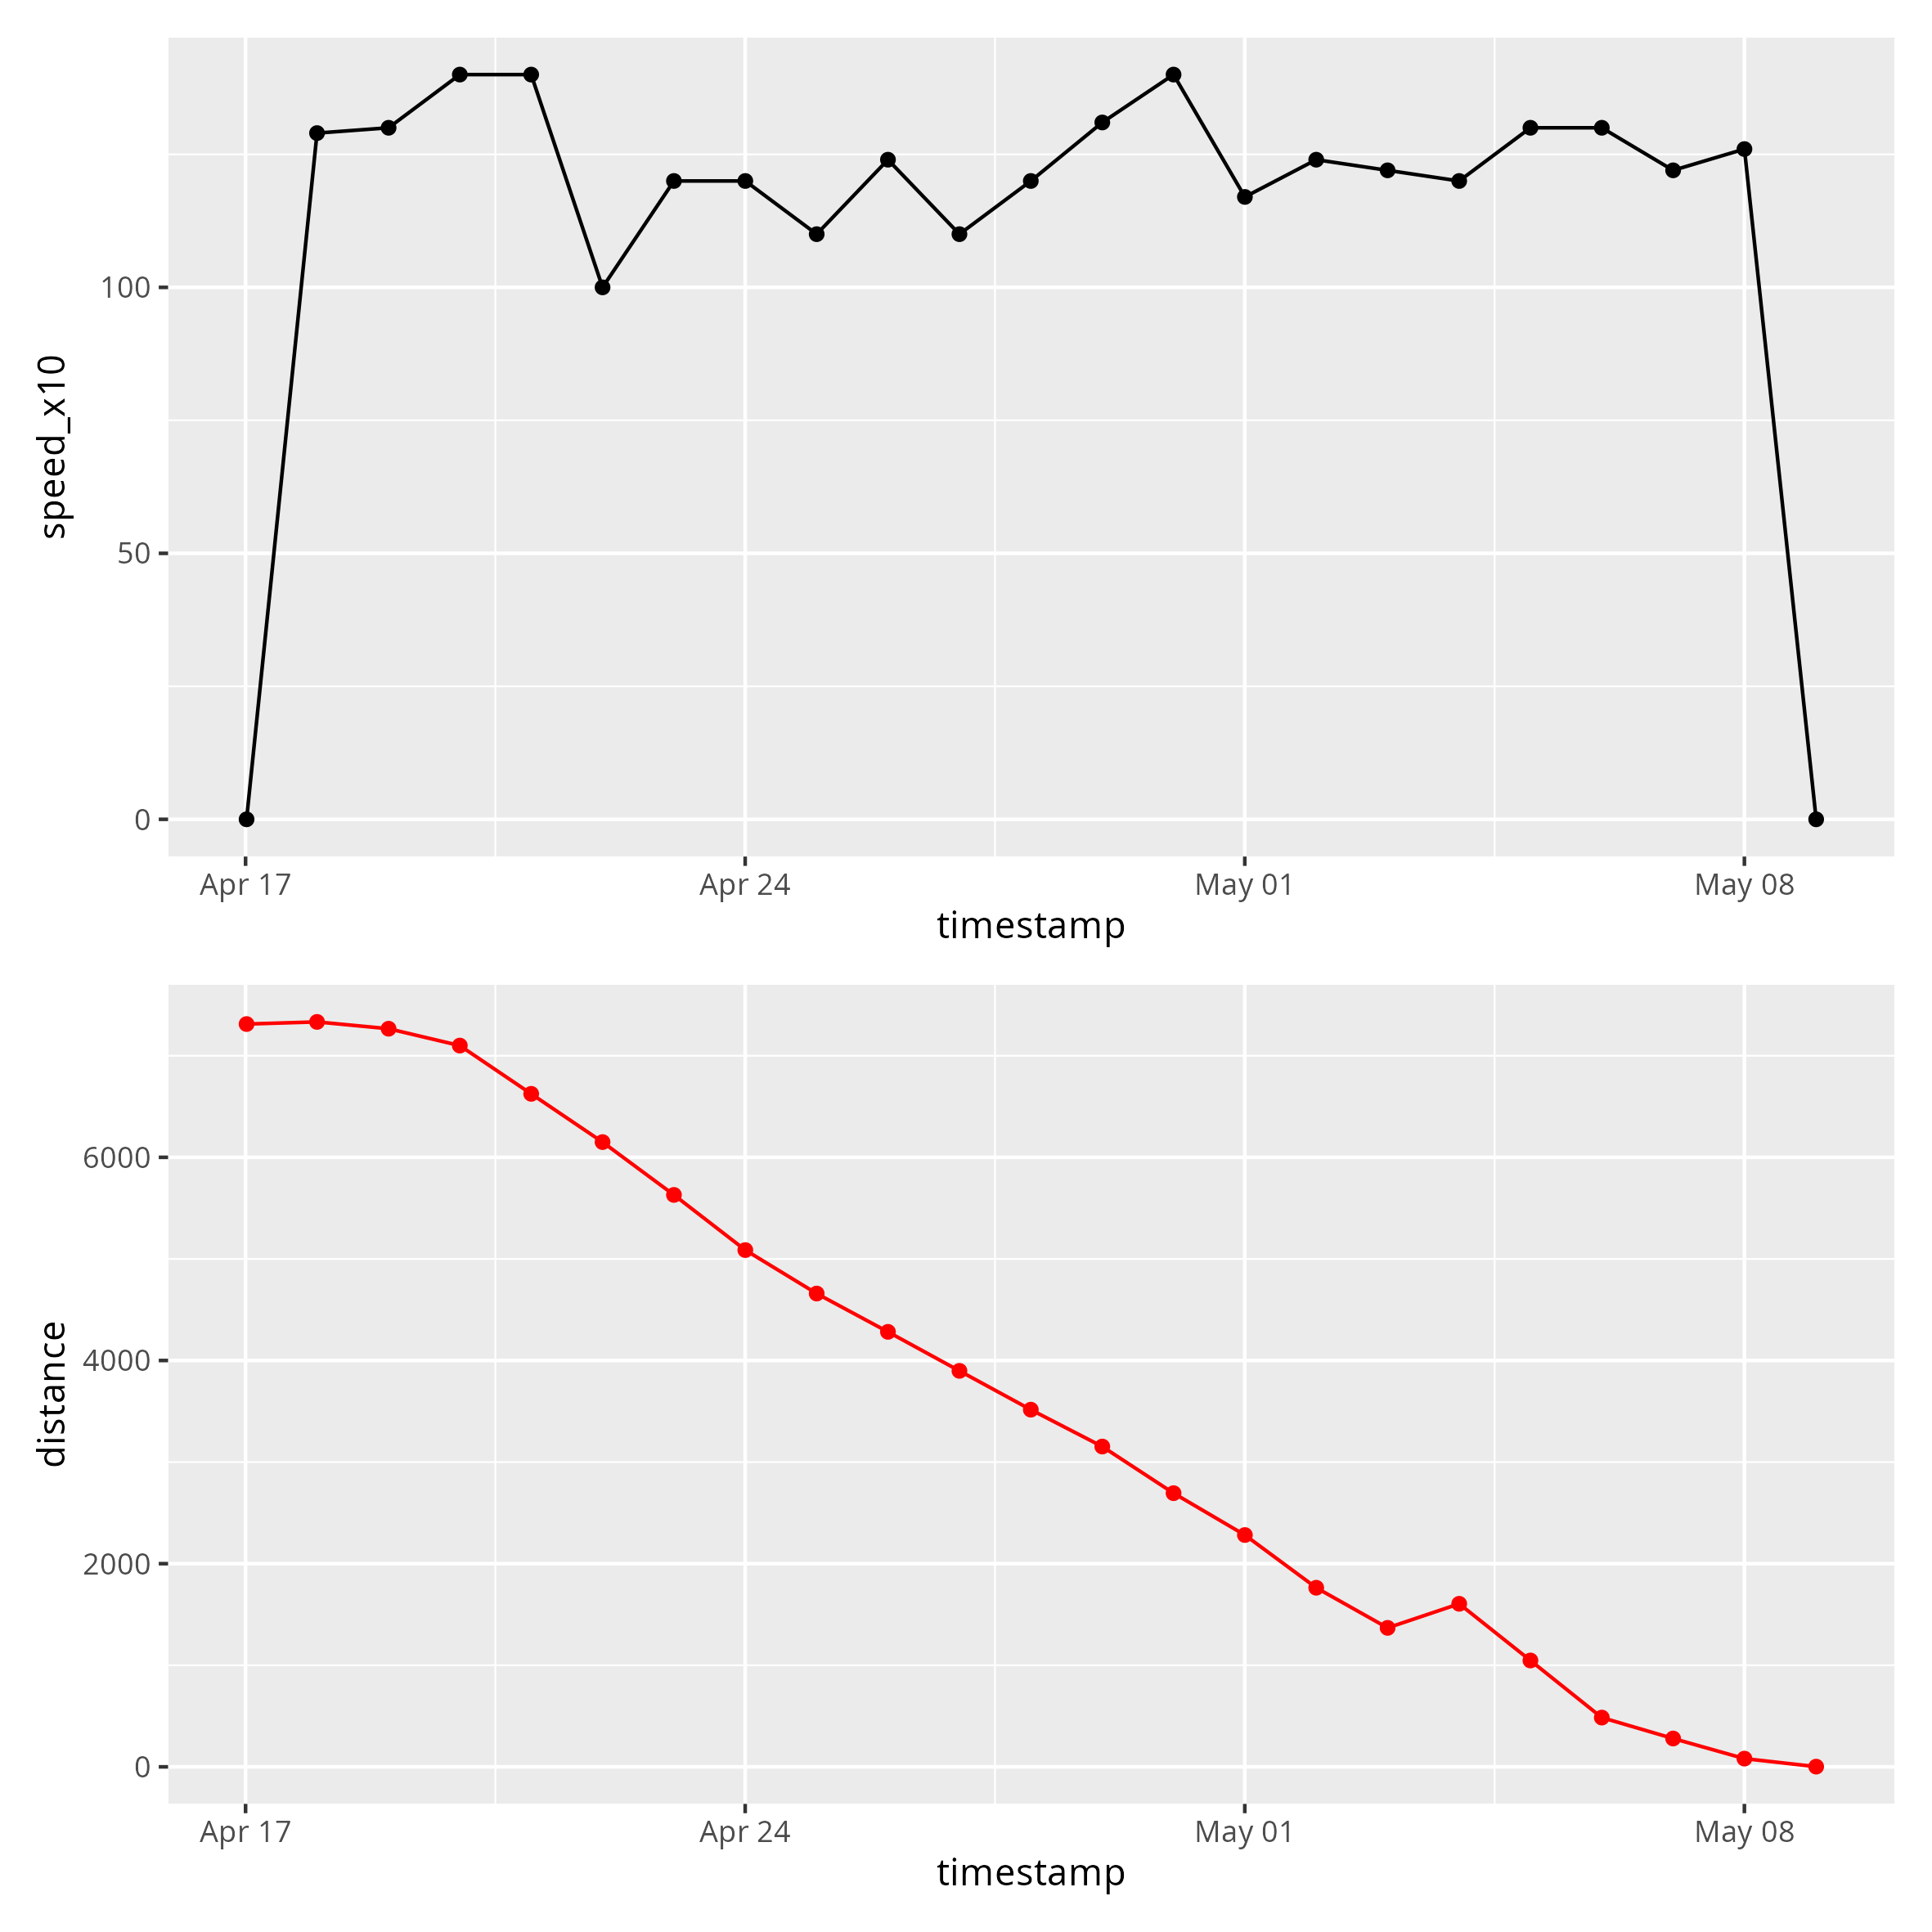 speed_x10
100
50
0
Apr 17 Apr 24 May 01 May 08
timestamp
distance
6000
4000
2000
0
Apr 17 Apr 24 May 01 May 08
timestamp